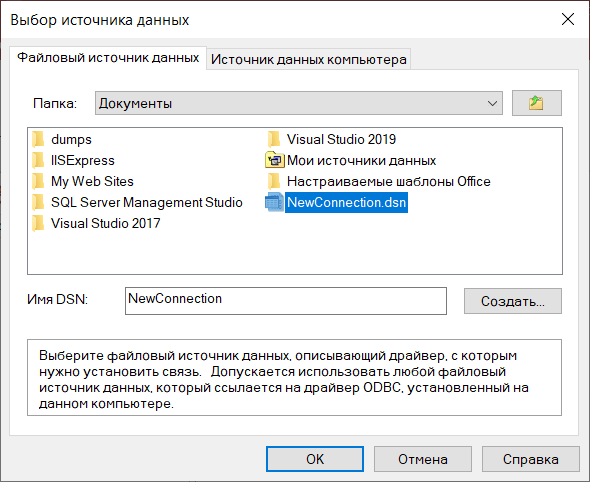 Выбор источника данных
Файловый источник данных
Источник данных компьютера
Папка:
Документы
dumps
IISExpress
My Web Sites
SQL Server Management Studio
Visual Studio 2017
Visual Studio 2019
Мои источники данных
Настраиваемые шаблоны Office
NewConnection.dsn
Имя DSN:
NewConnection
Создать...
Выберите файловый источник данных, описывающий драйвер, с которым
нужно установить связь. Допускается использовать любой файловый
источник данных, который ссылается на драйвер ODBC, установленный на
данном компьютере.
OK
Отмена
Справка